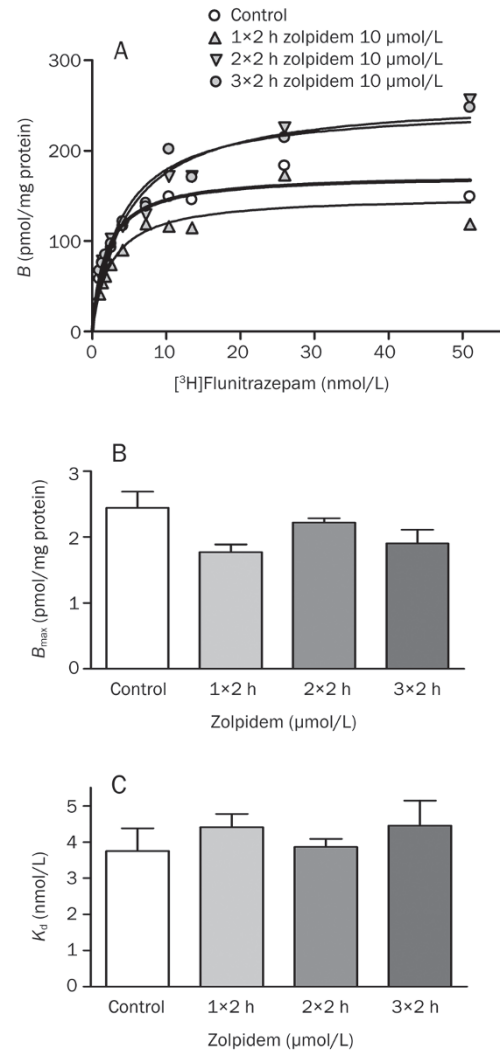 A
Control
1×2 h zolpidem 10 µmol/L
2×2 h zolpidem 10 µmol/L
3×2 h zolpidem 10 µmol/L
B (pmol/mg protein)
300
200
100
0
0 10 20 30 40 50
[³H]Flunitrazepam (nmol/L)
B
Bmax (pmol/mg protein)
3
2
1
0
Control 1×2 h 2×2 h 3×2 h
Zolpidem (µmol/L)
C
Kd (nmol/L)
5
4
3
2
1
0
Control 1×2 h 2×2 h 3×2 h
Zolpidem (µmol/L)